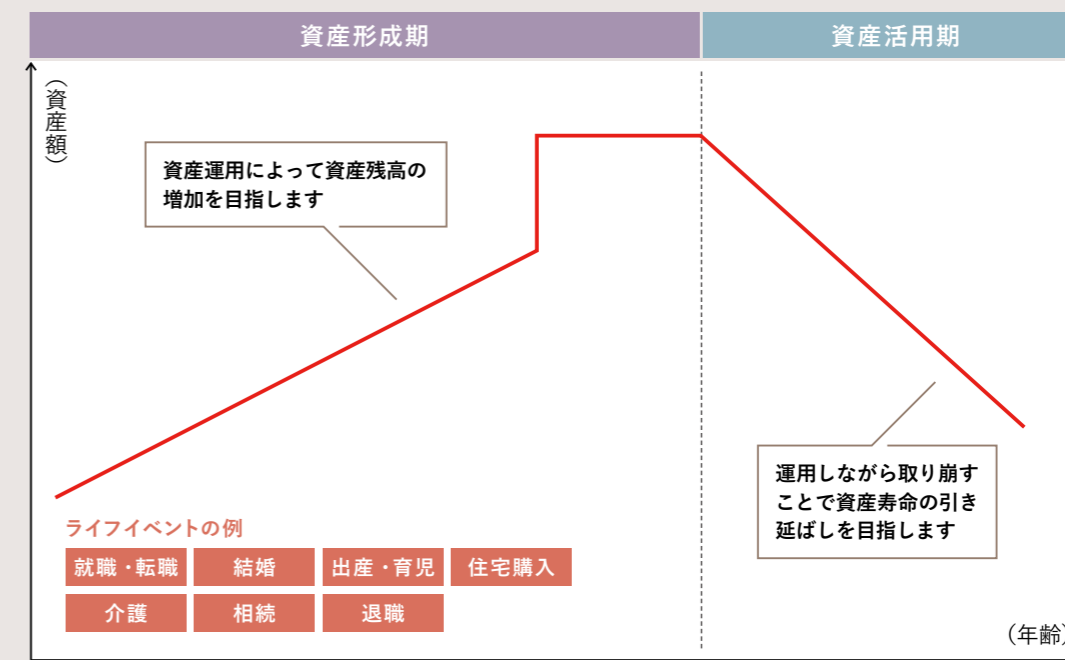 資産形成期
資産活用期
（資産額）
資産運用によって資産残高の
増加を目指します
運用しながら取り崩す
ことで資産寿命の引き
延ばしを目指します
ライフイベントの例
就職・転職
結婚
出産・育児
住宅購入
介護
相続
退職
（年齢）